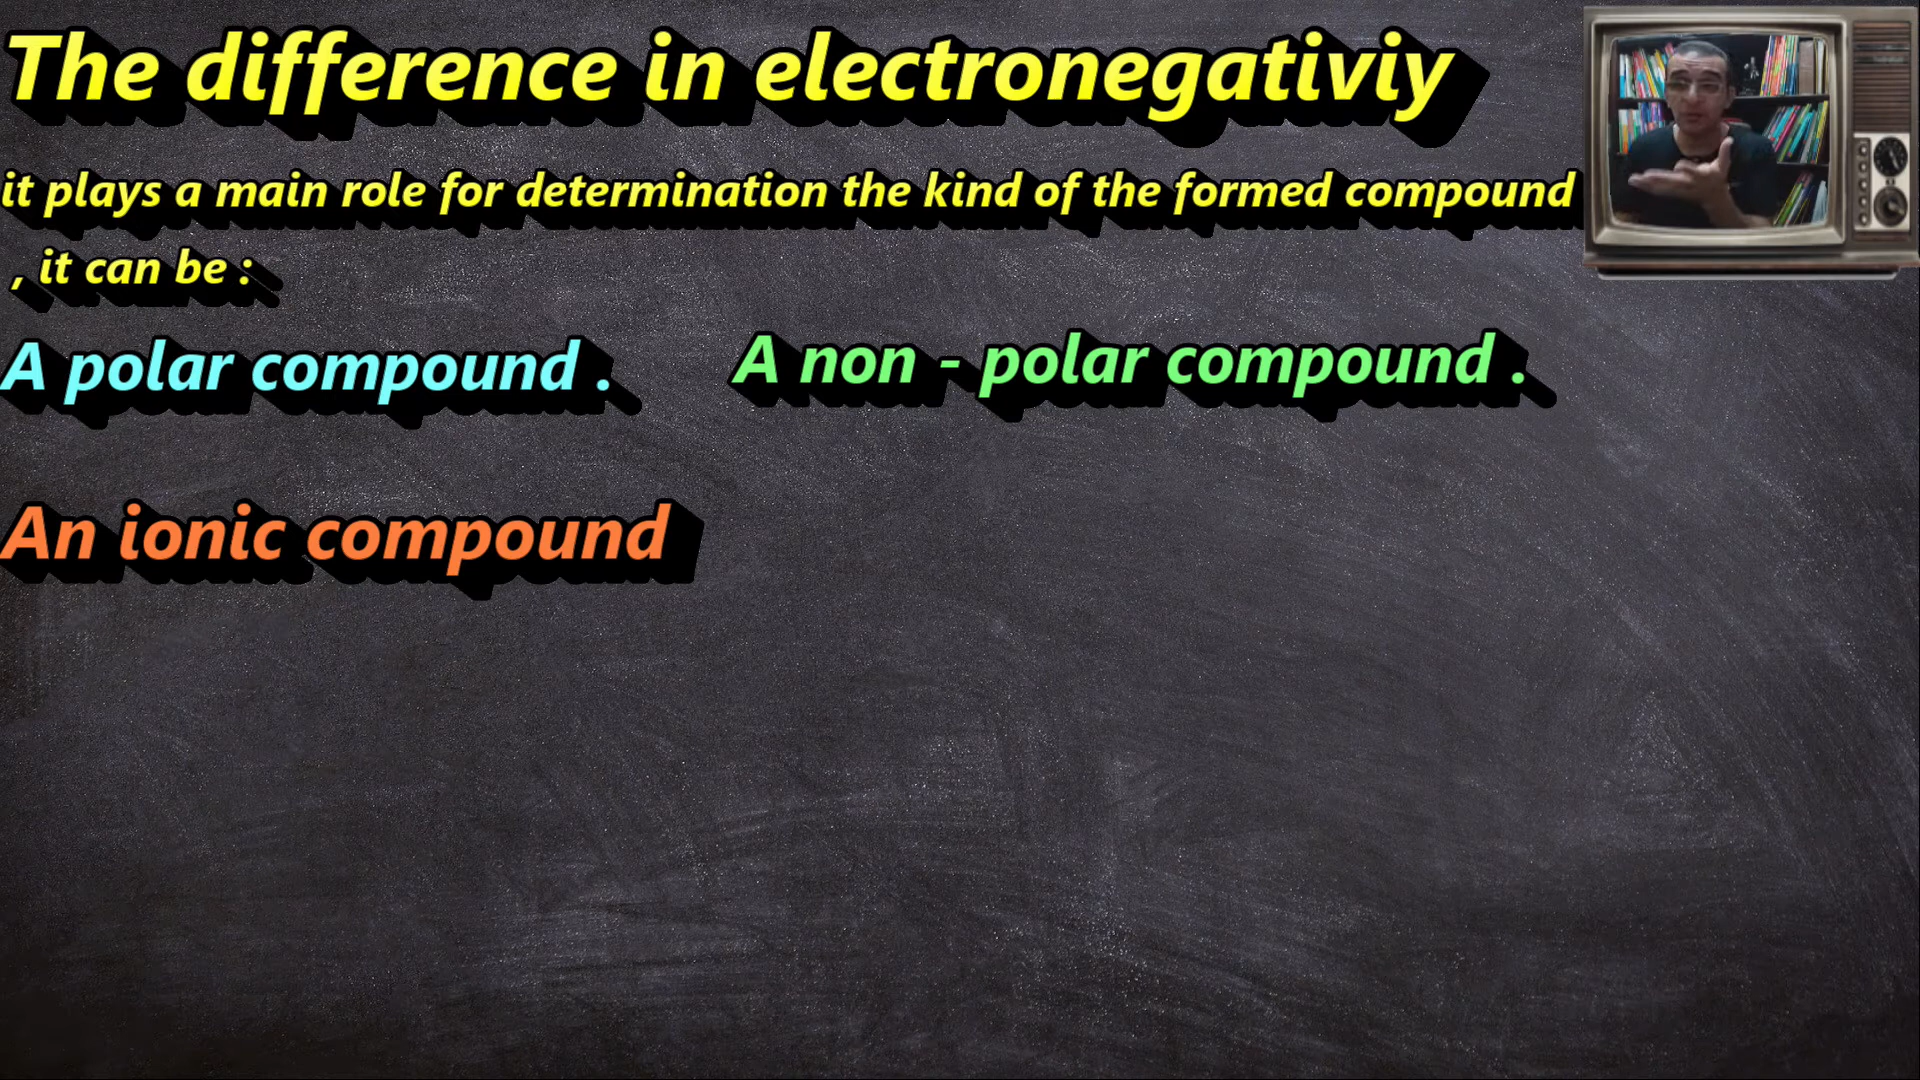 The difference in electronegativiy
it plays a main role for determination the kind of the formed compound
, it can be :
A polar compound .
A non - polar compound .
An ionic compound